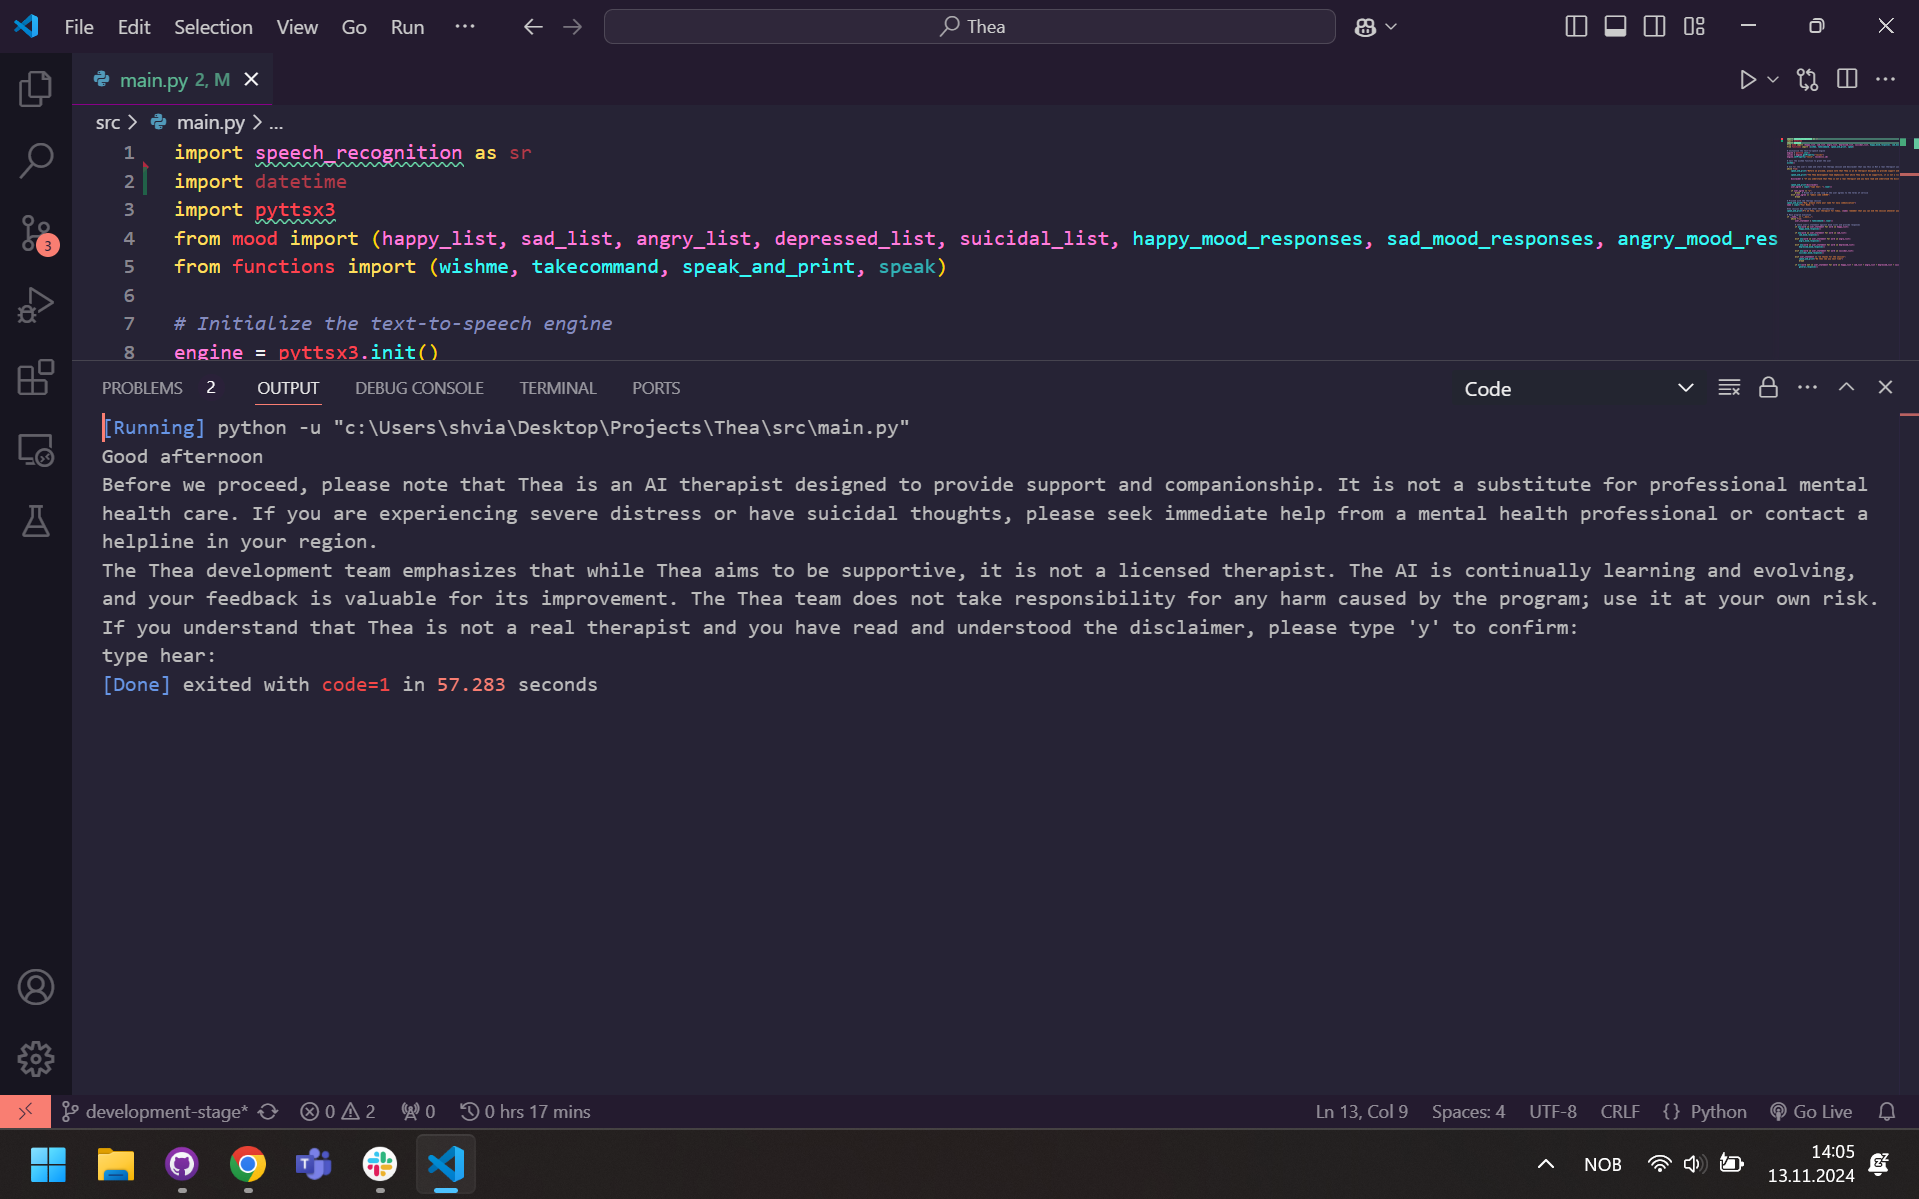 File Edit Selection View Go Run ··· Thea
main.py 2, M
src > main.py > ...
1 import speech_recognition as sr
2 import datetime
3 import pyttsx3
4 from mood import (happy_list, sad_list, angry_list, depressed_list, suicidal_list, happy_mood_responses, sad_mood_responses, angry_mood_res
5 from functions import (wishme, takecommand, speak_and_print, speak)
6
7 # Initialize the text-to-speech engine
8 engine = pyttsx3.init()
PROBLEMS 2 OUTPUT DEBUG CONSOLE TERMINAL PORTS Code
[Running] python -u "c:\Users\shvia\Desktop\Projects\Thea\src\main.py"
Good afternoon
Before we proceed, please note that Thea is an AI therapist designed to provide support and companionship. It is not a substitute for professional mental
health care. If you are experiencing severe distress or have suicidal thoughts, please seek immediate help from a mental health professional or contact a
helpline in your region.
The Thea development team emphasizes that while Thea aims to be supportive, it is not a licensed therapist. The AI is continually learning and evolving,
and your feedback is valuable for its improvement. The Thea team does not take responsibility for any harm caused by the program; use it at your own risk.
If you understand that Thea is not a real therapist and you have read and understood the disclaimer, please type 'y' to confirm:
type hear:
[Done] exited with code=1 in 57.283 seconds
3
development-stage* 0 2 0 0 hrs 17 mins Ln 13, Col 9 Spaces: 4 UTF-8 CRLF {} Python Go Live
NOB 14:05
13.11.2024